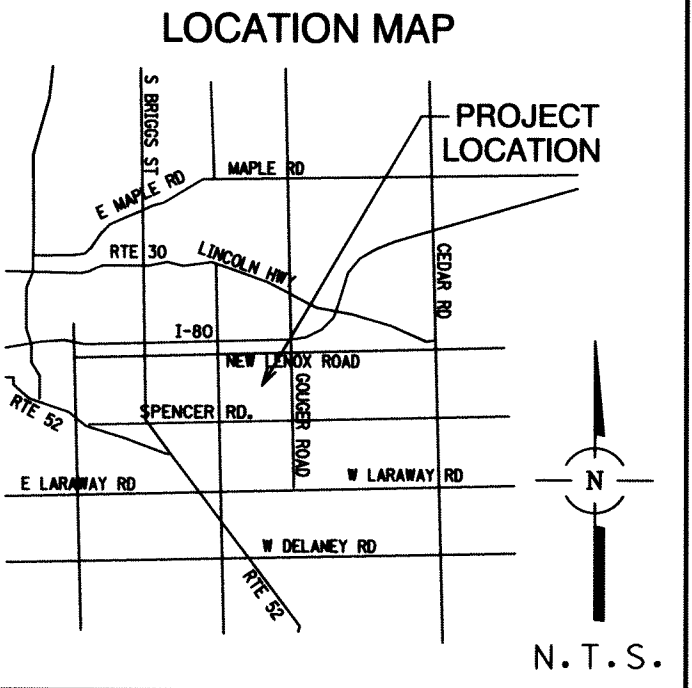 LOCATION MAP
S BRIGGS ST
PROJECT
LOCATION
MAPLE RD
E MAPLE RD
RTE 30
LINCOLN HWY
CEDAR RD
I-80
NEW LENOX ROAD
GOUGER ROAD
RTE 52
SPENCER RD.
E LARAWAY RD
W LARAWAY RD
N
W DELANEY RD
RTE 52
N.T.S.